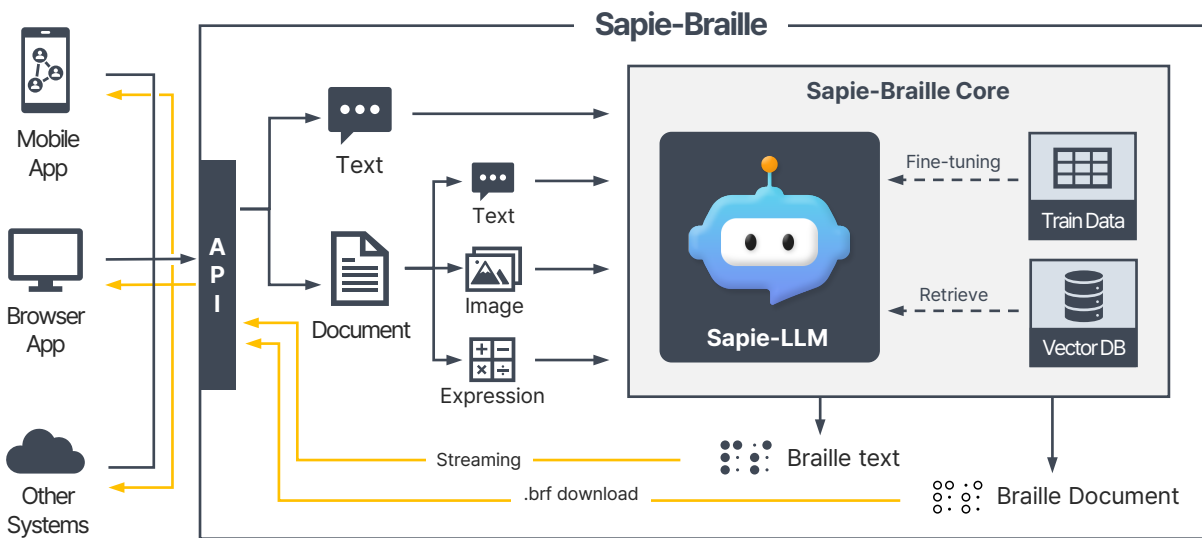 Sapie-Braille
Mobile
App
Browser
App
Other
Systems
A
P
I
Text
Document
Text
Image
Expression
Sapie-Braille Core
Sapie-LLM
Fine-tuning
Train Data
Retrieve
Vector DB
Streaming
Braille text
.brf download
Braille Document